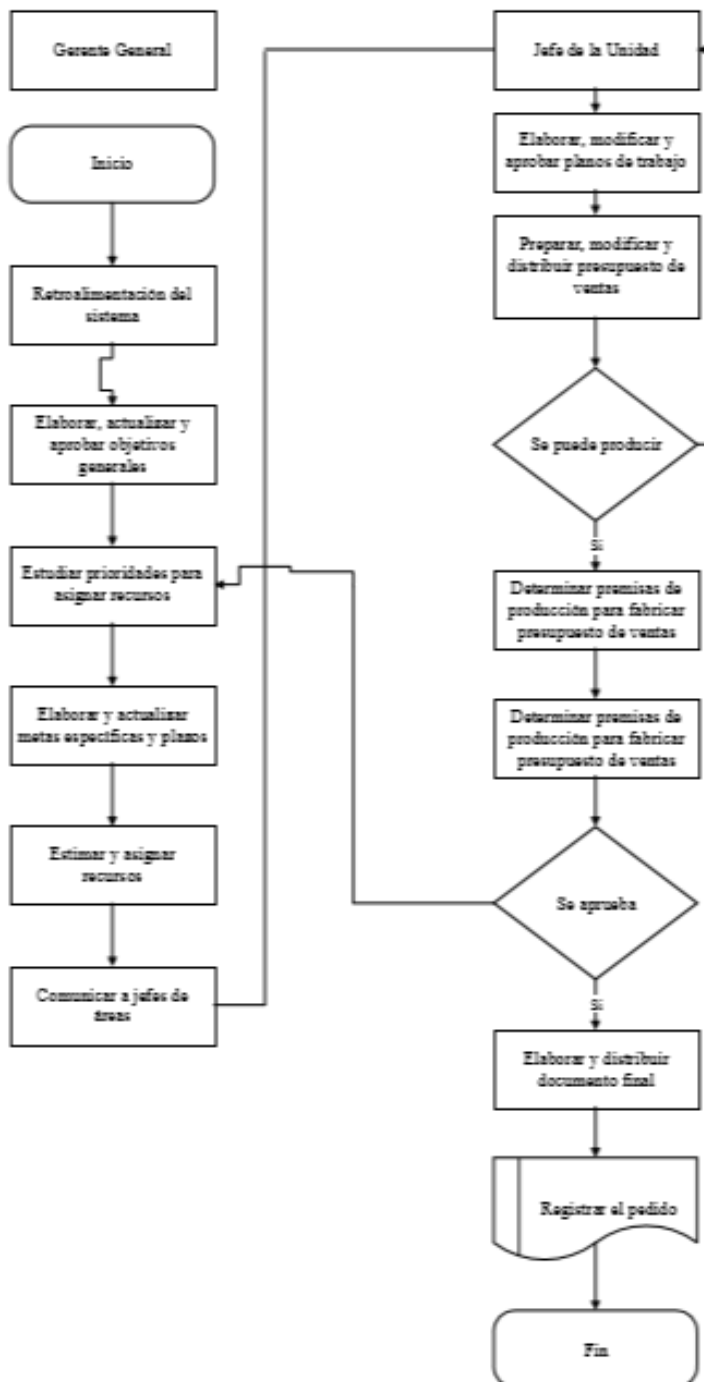 Gerente General
Inicio
Retroalimentación del
sistema
Elaborar, actualizar y
aprobar objetivos
generales
Estudiar prioridades para
asignar recursos
Elaborar y actualizar
metas específicas y plazos
Estimar y asignar
recursos
Comunicar a jefes de
áreas
Jefe de la Unidad
Elaborar, modificar y
aprobar planos de trabajo
Preparar, modificar y
distribuir presupuesto de
ventas
Se puede producir
Si
Determinar premisas de
producción para fabricar
presupuesto de ventas
Determinar premisas de
producción para fabricar
presupuesto de ventas
Se aprueba
Si
Elaborar y distribuir
documento final
Registrar el pedido
Fin